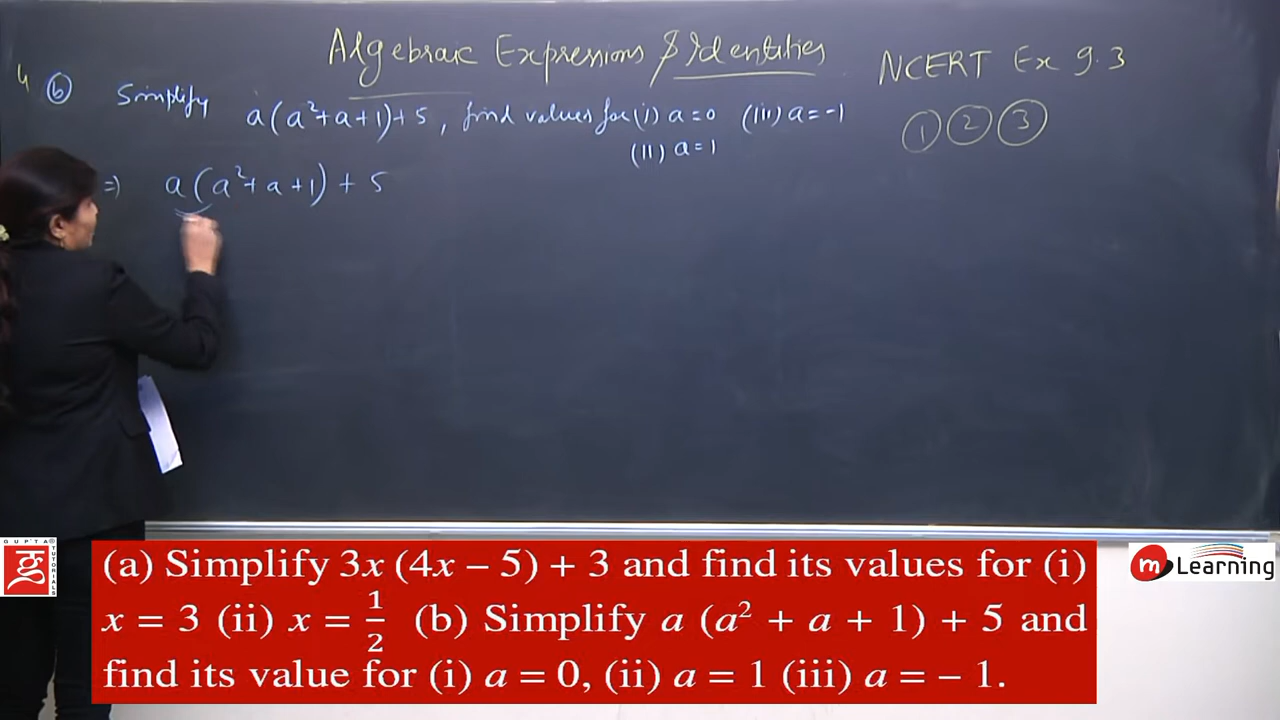 Algebraic Expressions & Identities
NCERT Ex 9.3
4 (b) Simplify a(a²+a+1)+5, find values for (i) a=0 (iii) a=-1
(ii) a=1
① ② ③
⇒ a(a²+a+1)+5
GUPTA®
TUTORIALS
(a) Simplify 3x (4x – 5) + 3 and find its values for (i)
x = 3 (ii) x = 1/2 (b) Simplify a (a² + a + 1) + 5 and
find its value for (i) a = 0, (ii) a = 1 (iii) a = – 1.
m Learning